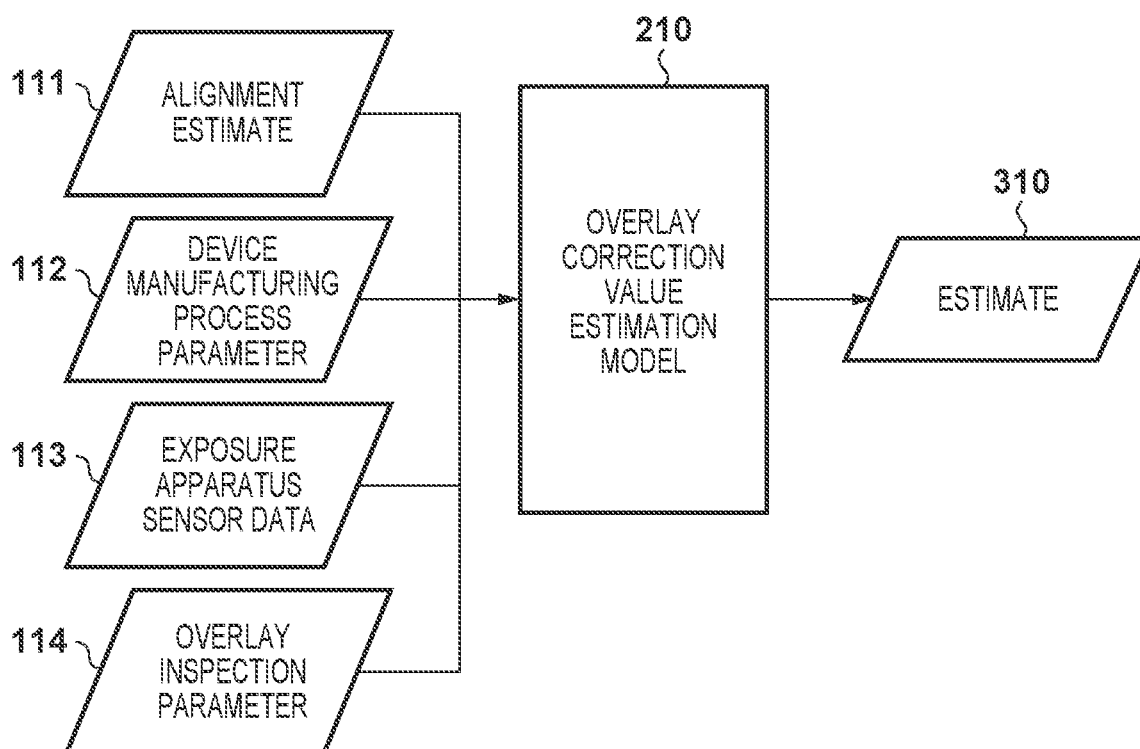 111
ALIGNMENT
ESTIMATE
112
DEVICE
MANUFACTURING
PROCESS
PARAMETER
113
EXPOSURE
APPARATUS
SENSOR DATA
114
OVERLAY
INSPECTION
PARAMETER
210
OVERLAY
CORRECTION
VALUE
ESTIMATION
MODEL
310
ESTIMATE